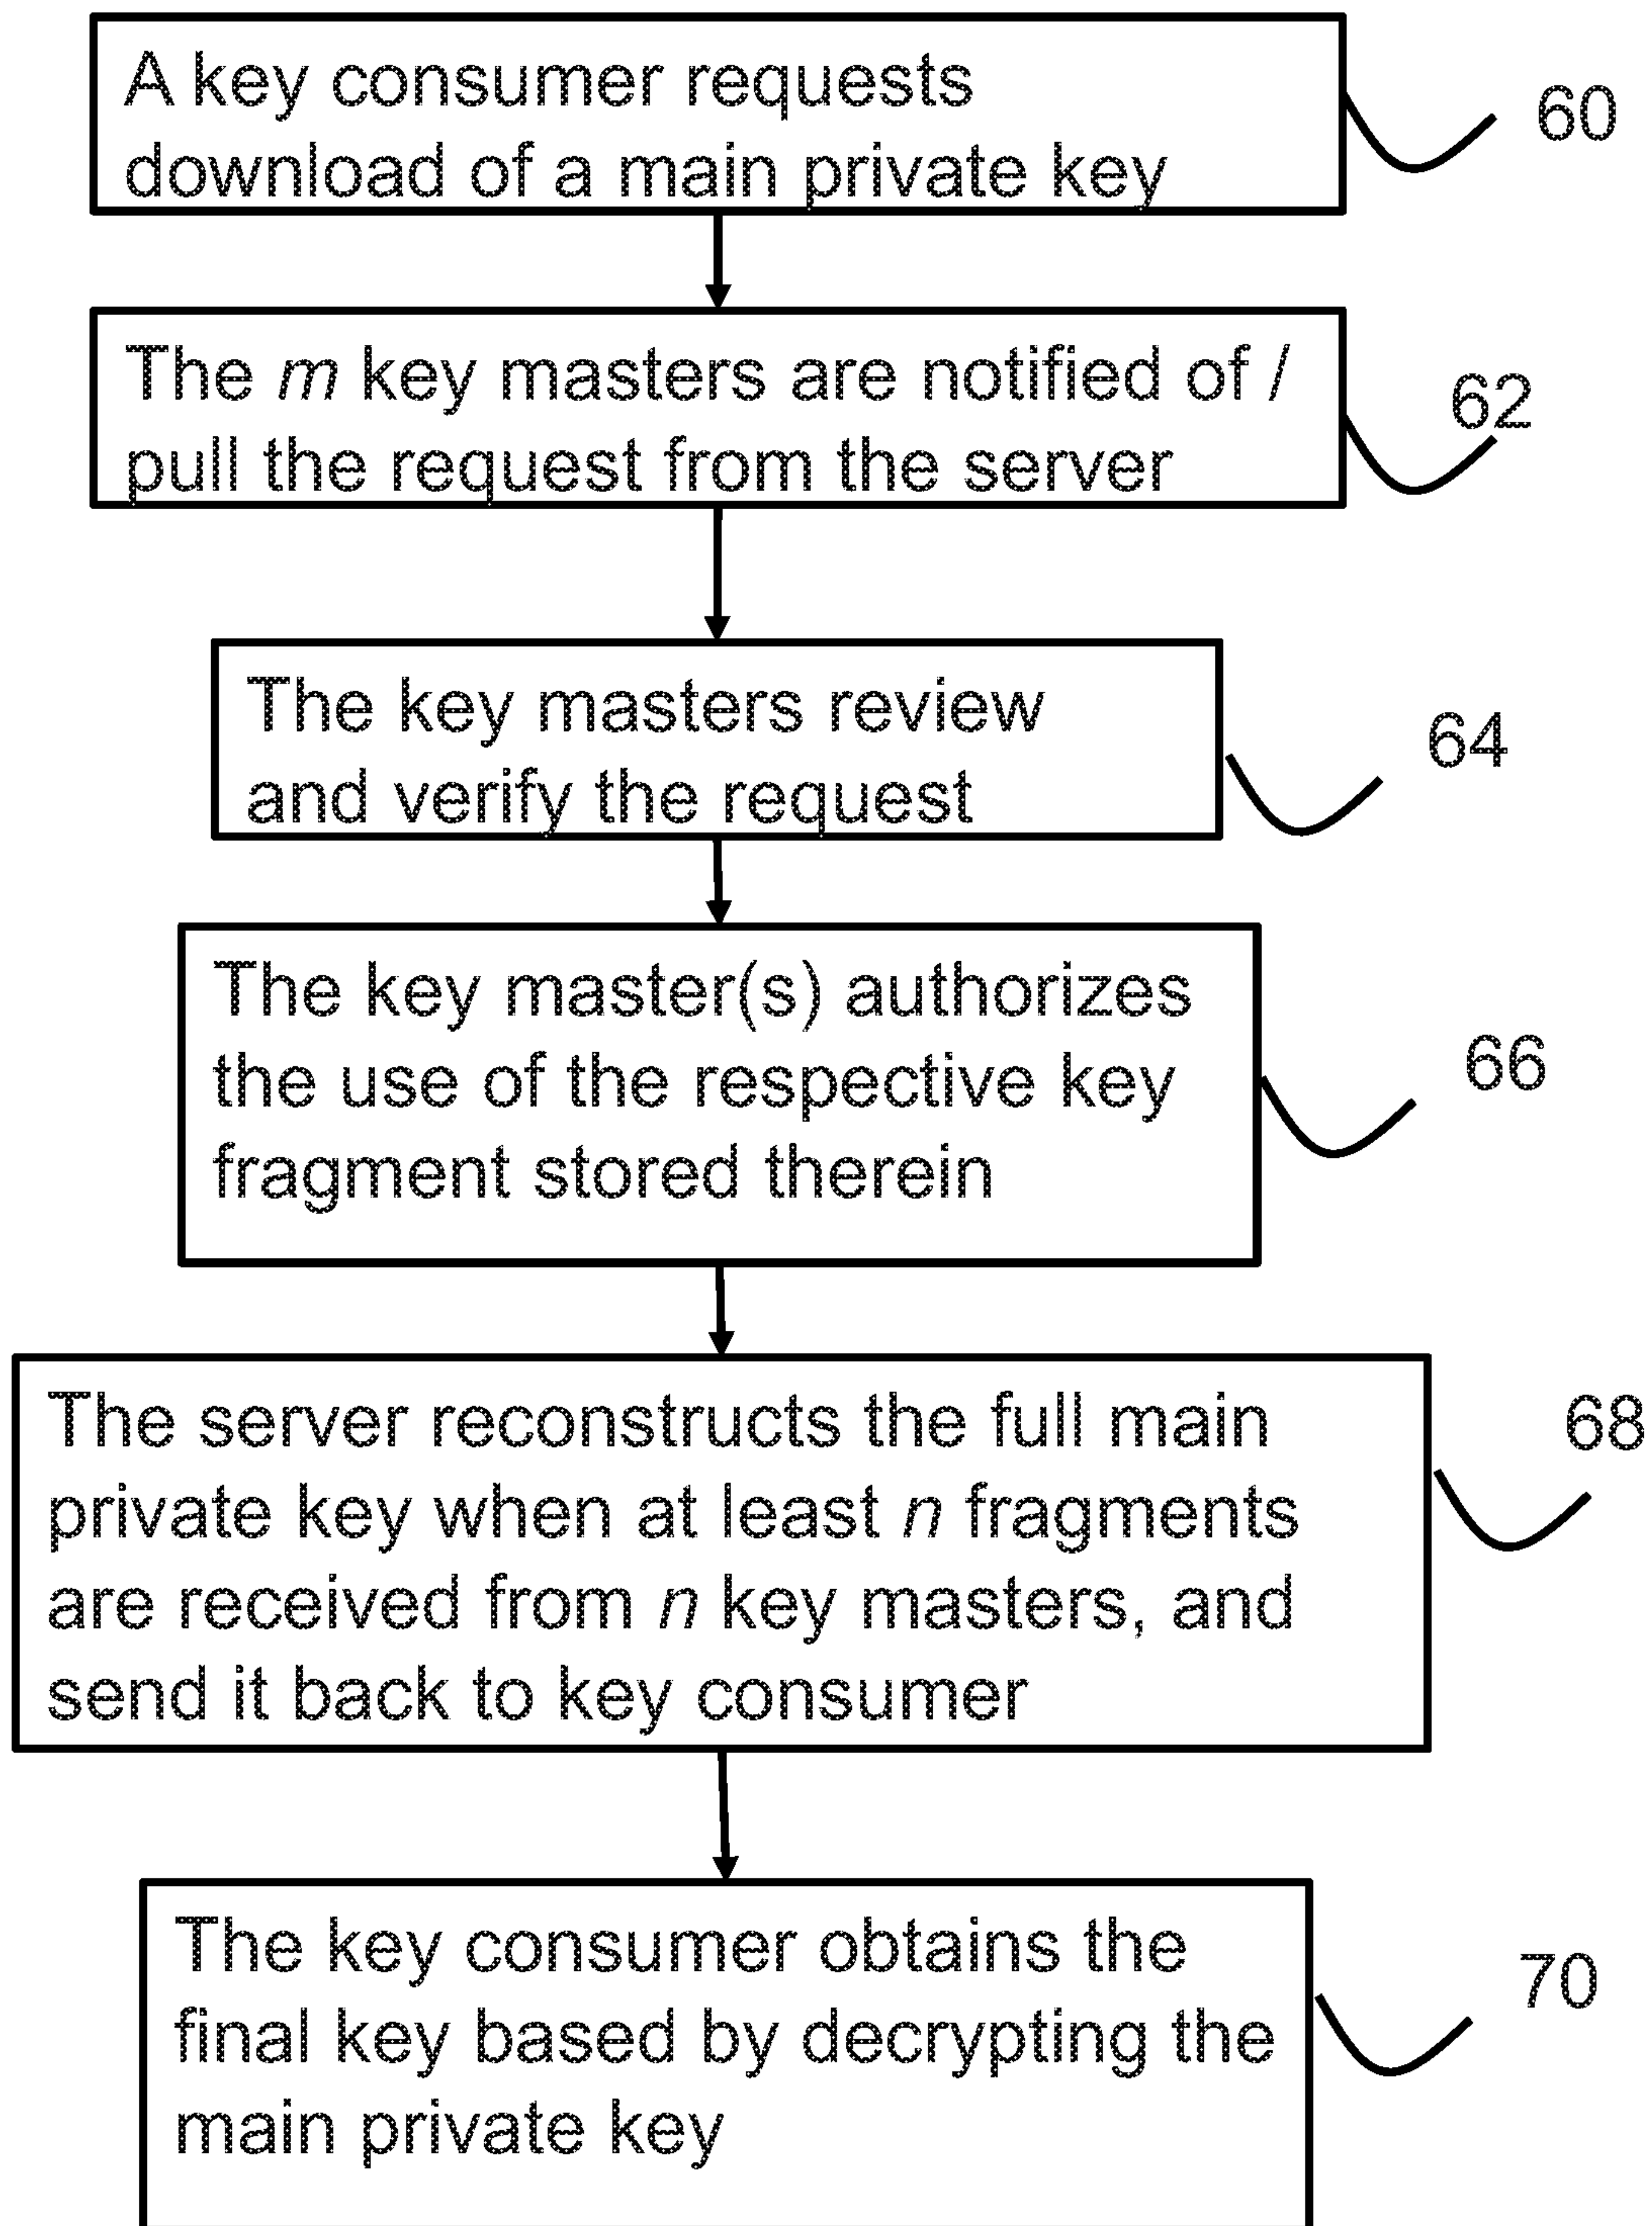 A key consumer requests
download of a main private key
60
The m key masters are notified of /
pull the request from the server
62
The key masters review
and verify the request
64
The key master(s) authorizes
the use of the respective key
fragment stored therein
66
The server reconstructs the full main
private key when at least n fragments
are received from n key masters, and
send it back to key consumer
68
The key consumer obtains the
final key based by decrypting the
main private key
70